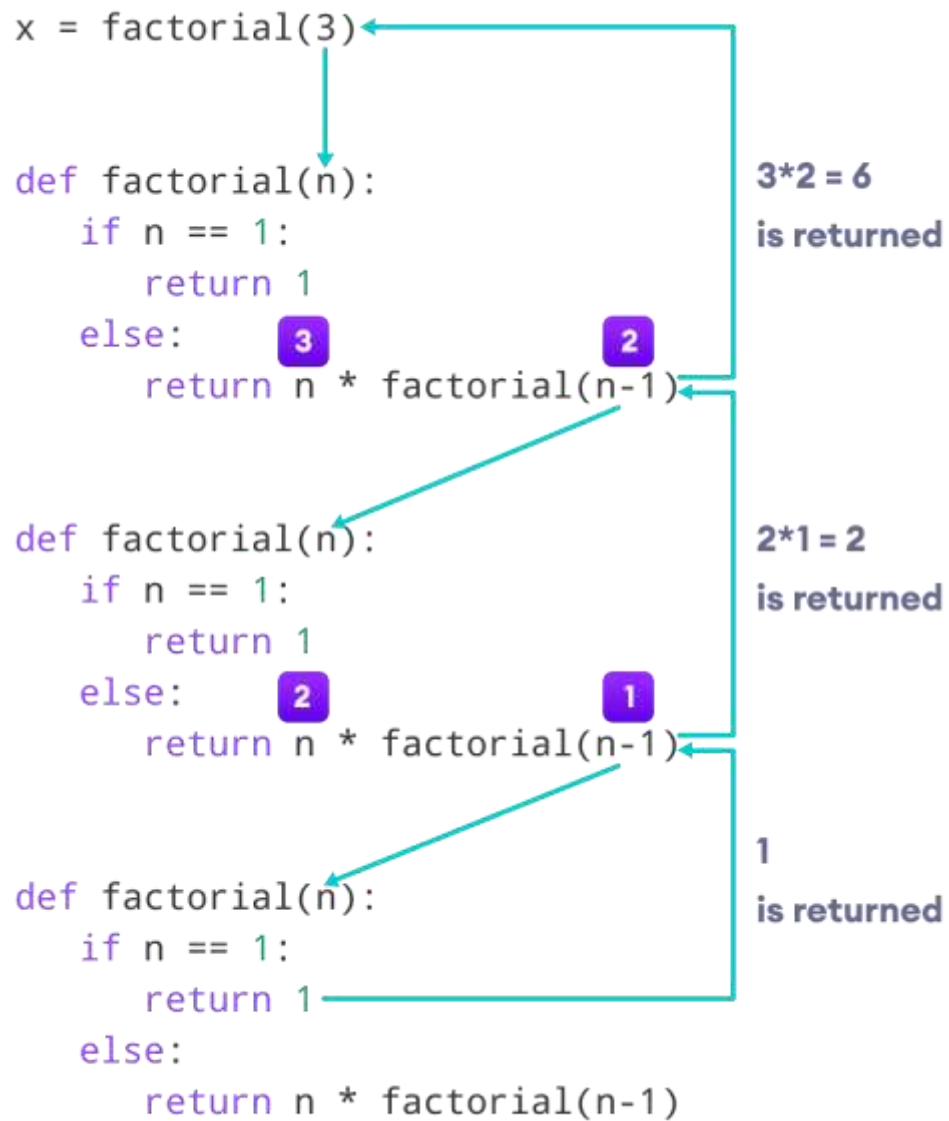 x = factorial(3)
def factorial(n):
if n == 1:
return 1
else:
3
2
return n * factorial(n-1)
3*2 = 6
is returned
def factorial(n):
if n == 1:
return 1
else:
2
1
return n * factorial(n-1)
2*1 = 2
is returned
def factorial(n):
if n == 1:
return 1
else:
return n * factorial(n-1)
1
is returned